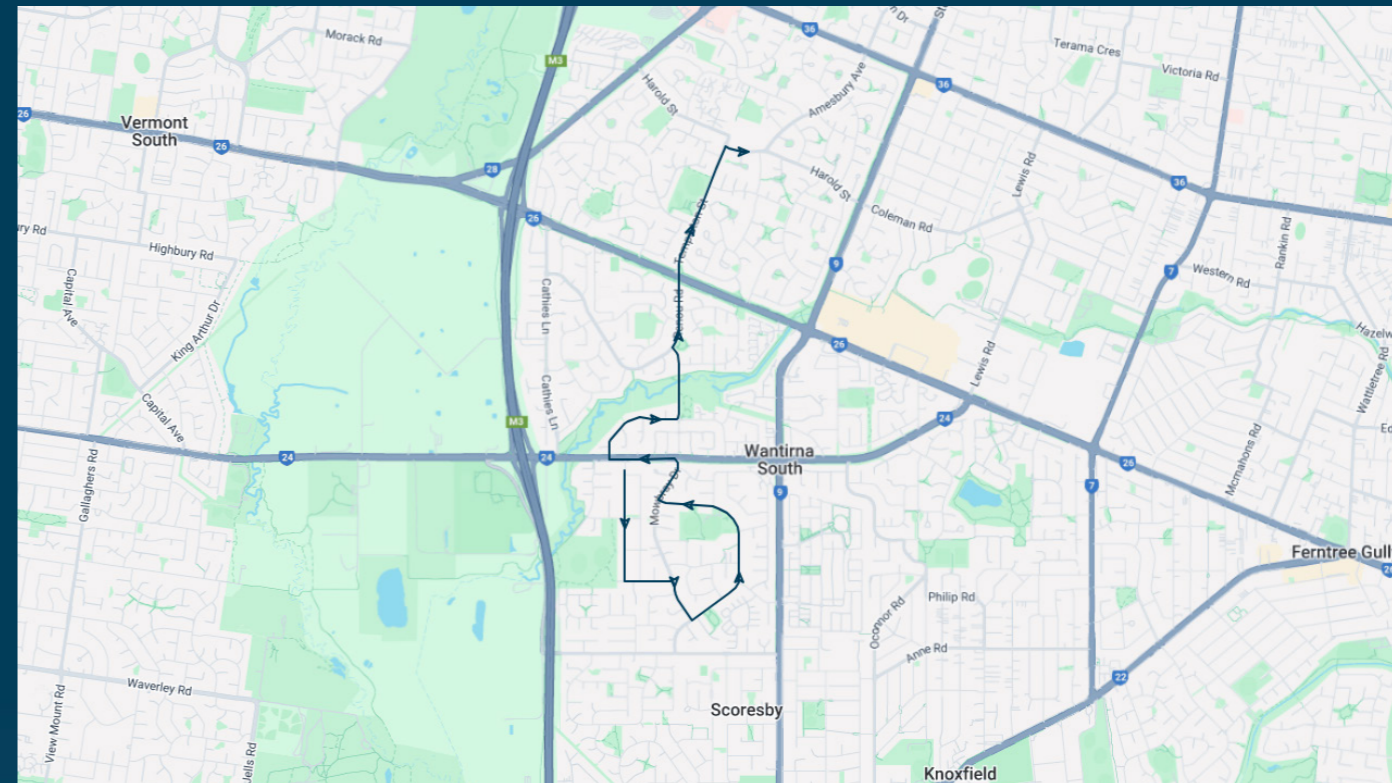 Morack Rd
M3
36
Terama Cres
Victoria Rd
Harold St
Amesbury Ave
36
26
Vermont
South
26
28
36
Harold St
Lewis Rd
Coleman Rd
26
Highbury Rd
Rankin Rd
9
7
Western Rd
Capital Ave
King Arthur Dr
Cathies Ln
26
Lewis Rd
Wattletree Rd
Cathies Ln
Capital Ave
M3
24
Mcmahons Rd
24
24
Wantirna
South
26
Gallaghers Rd
9
7
Ferntree
Philip Rd
Oconnor Rd
Anne Rd
22
Waverley Rd
View Mount Rd
Scoresby
Knoxfield